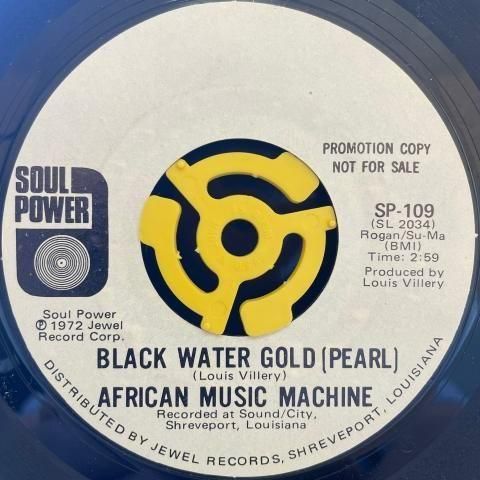 SOUL
POWER
PROMOTION COPY
NOT FOR SALE
SP-109
(SL 2034)
Rogan/Su-Ma
(BMI)
Time: 2:59
Produced by
Louis Villery
Soul Power
℗ 1972 Jewel
Record Corp.
BLACK WATER GOLD (PEARL)
(Louis Villery)
AFRICAN MUSIC MACHINE
Recorded at Sound/City,
Shreveport, Louisiana
DISTRIBUTED BY JEWEL RECORDS, SHREVEPORT, LOUISIANA